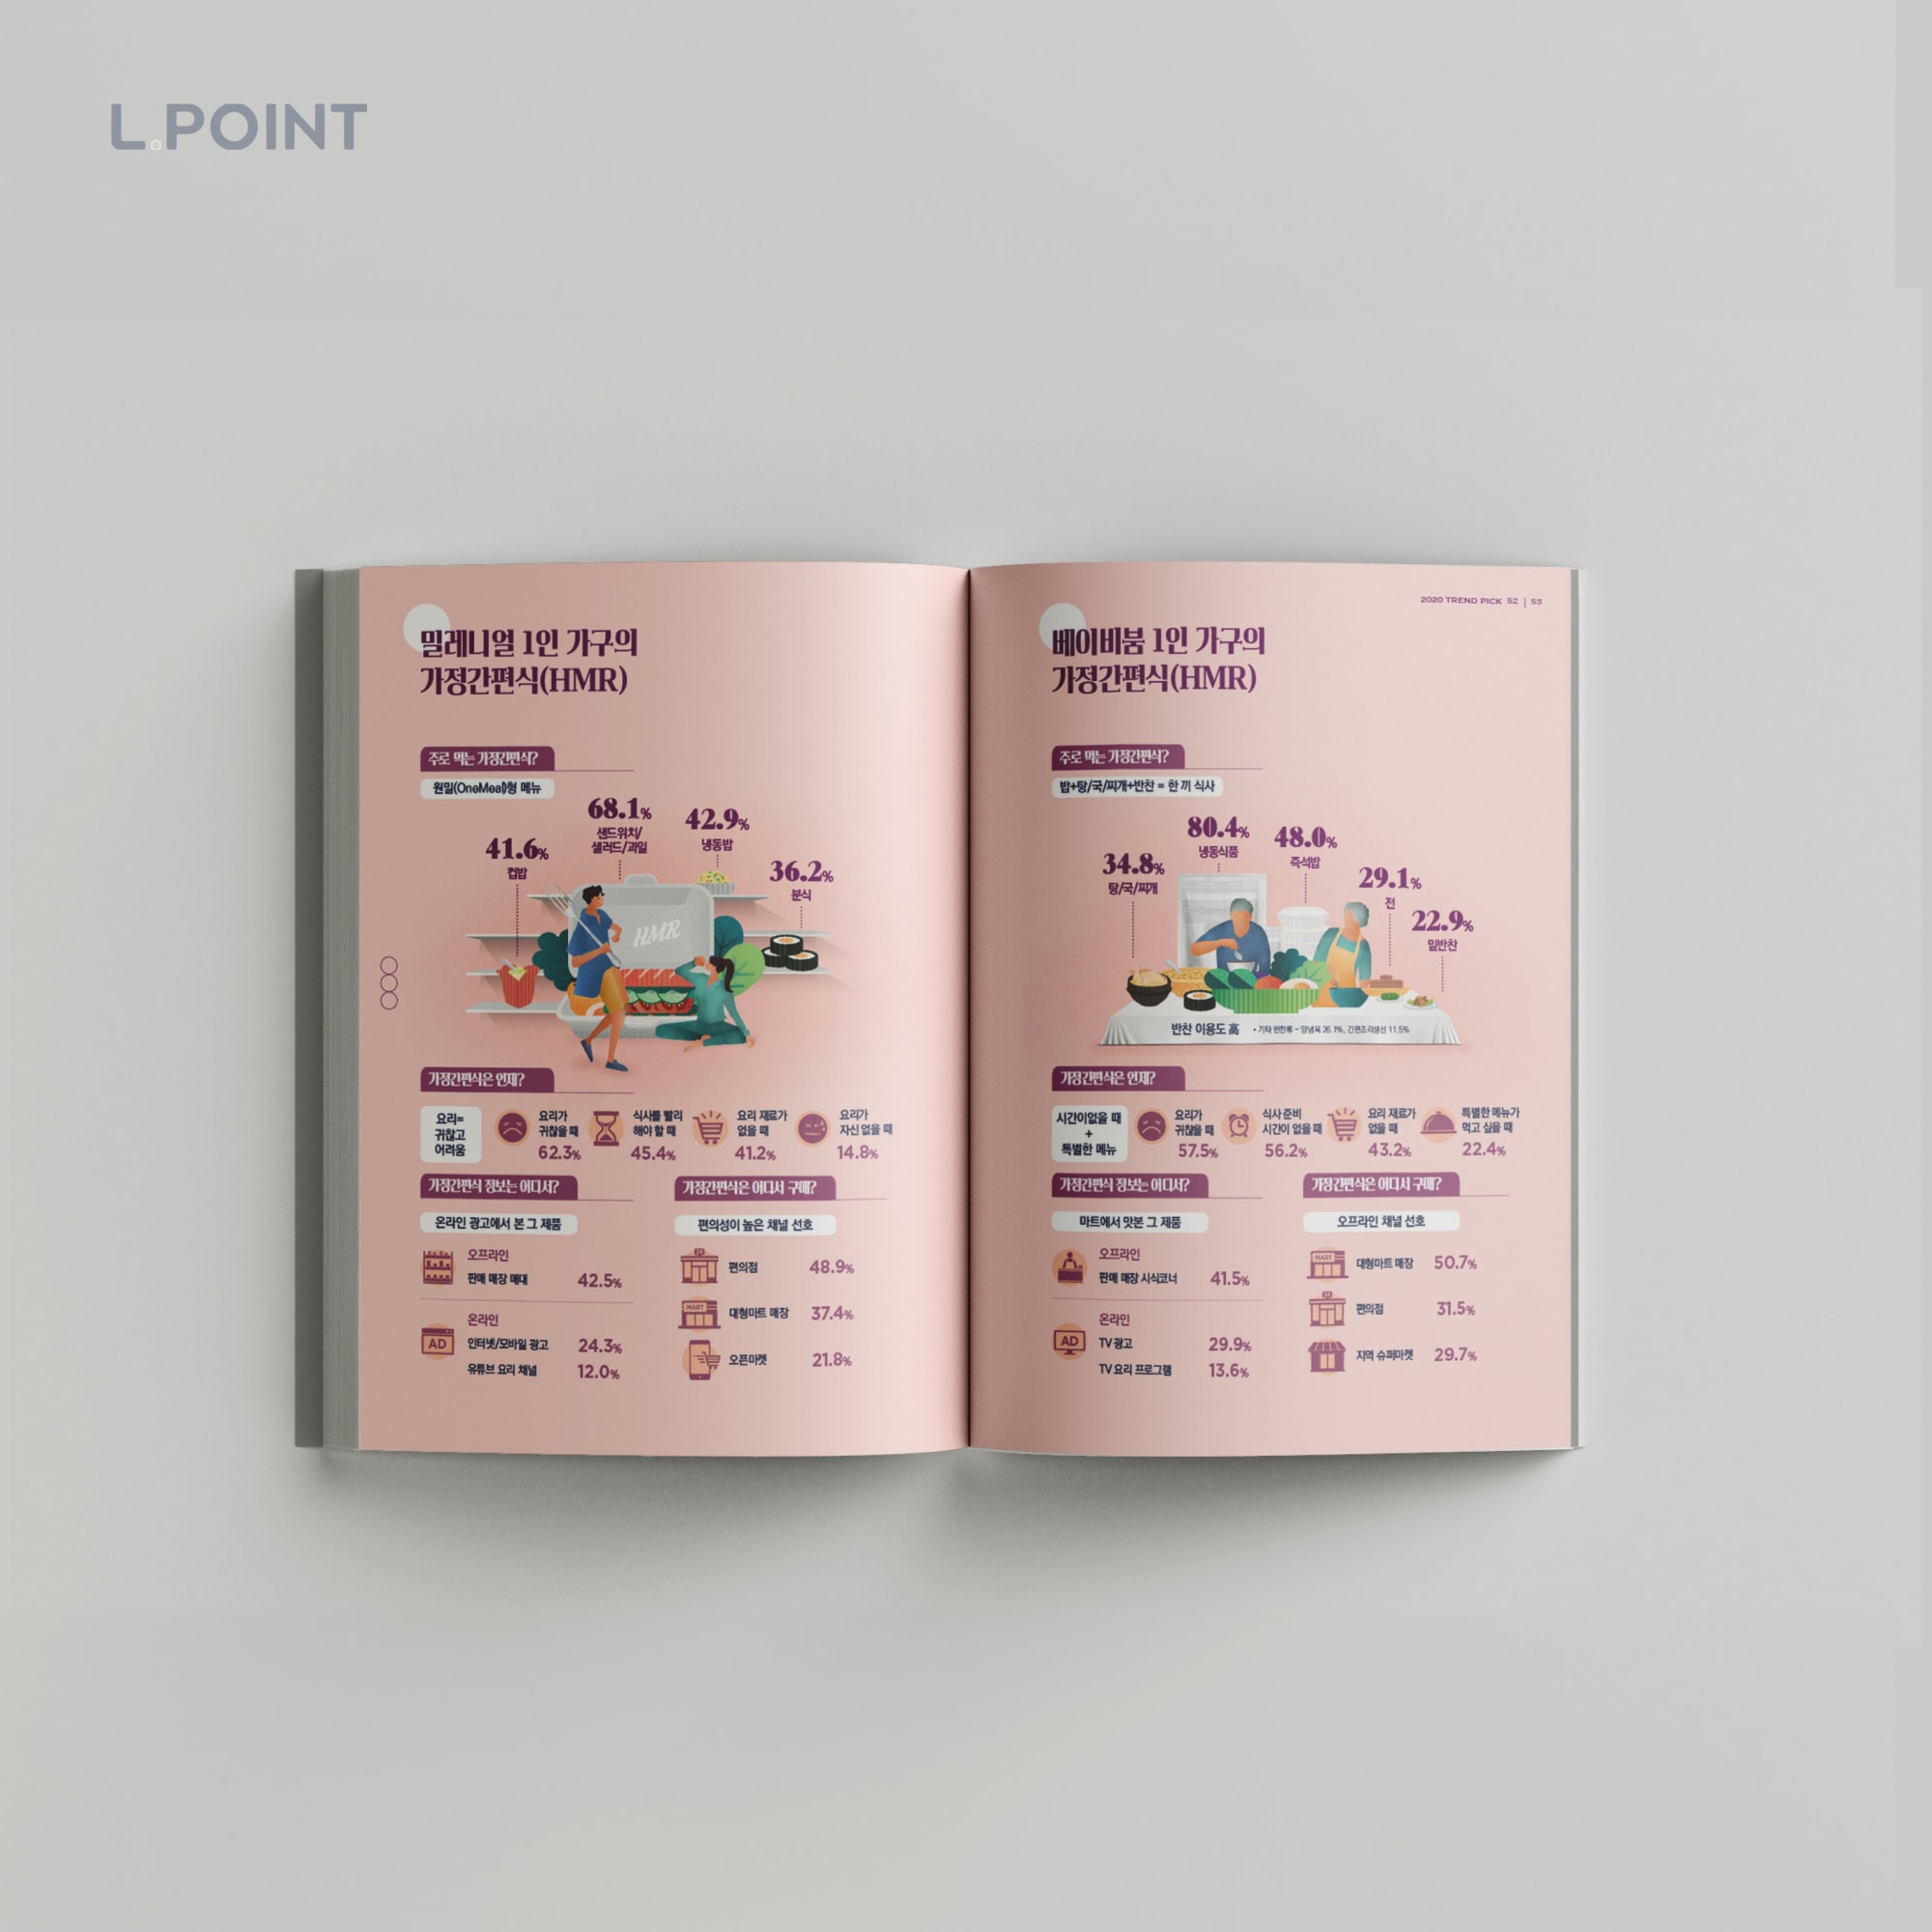 L.POINT
밀레니얼 1인 가구의
가정간편식(HMR)
주로 먹는 가정간편식?
원밀(OneMeal)형 메뉴
68.1%
샌드위치/
샐러드/과일
42.9%
냉동밥
41.6%
컵밥
36.2%
분식
HMR
가정간편식은 언제?
요리=
귀찮고
어려움
요리가
귀찮을 때
62.3%
식사를 빨리
해야 할 때
45.4%
요리 재료가
없을 때
41.2%
요리가
자신 없을 때
14.8%
가정간편식 정보는 어디서?
온라인 광고에서 본 그 제품
오프라인
판매 매장 매대 42.5%
온라인
AD
인터넷/모바일 광고 24.3%
유튜브 요리 채널 12.0%
가정간편식은 어디서 구매?
편의성이 높은 채널 선호
편의점 48.9%
MART
대형마트 매장 37.4%
오픈마켓 21.8%
2020 TREND PICK 52 | 53
베이비붐 1인 가구의
가정간편식(HMR)
주로 먹는 가정간편식?
밥+탕/국/찌개+반찬 = 한 끼 식사
80.4%
냉동식품
48.0%
즉석밥
34.8%
탕/국/찌개
29.1%
전
22.9%
밑반찬
반찬 이용도 高 • 기타 반찬류 - 양념육 26.1%, 간편조리생선 11.5%
가정간편식은 언제?
시간이없을 때
+
특별한 메뉴
요리가
귀찮을 때
57.5%
식사 준비
시간이 없을 때
56.2%
요리 재료가
없을 때
43.2%
특별한 메뉴가
먹고 싶을 때
22.4%
가정간편식 정보는 어디서?
마트에서 맛본 그 제품
오프라인
판매 매장 시식코너 41.5%
온라인
AD
TV 광고 29.9%
TV 요리 프로그램 13.6%
가정간편식은 어디서 구매?
오프라인 채널 선호
MART
대형마트 매장 50.7%
편의점 31.5%
지역 슈퍼마켓 29.7%